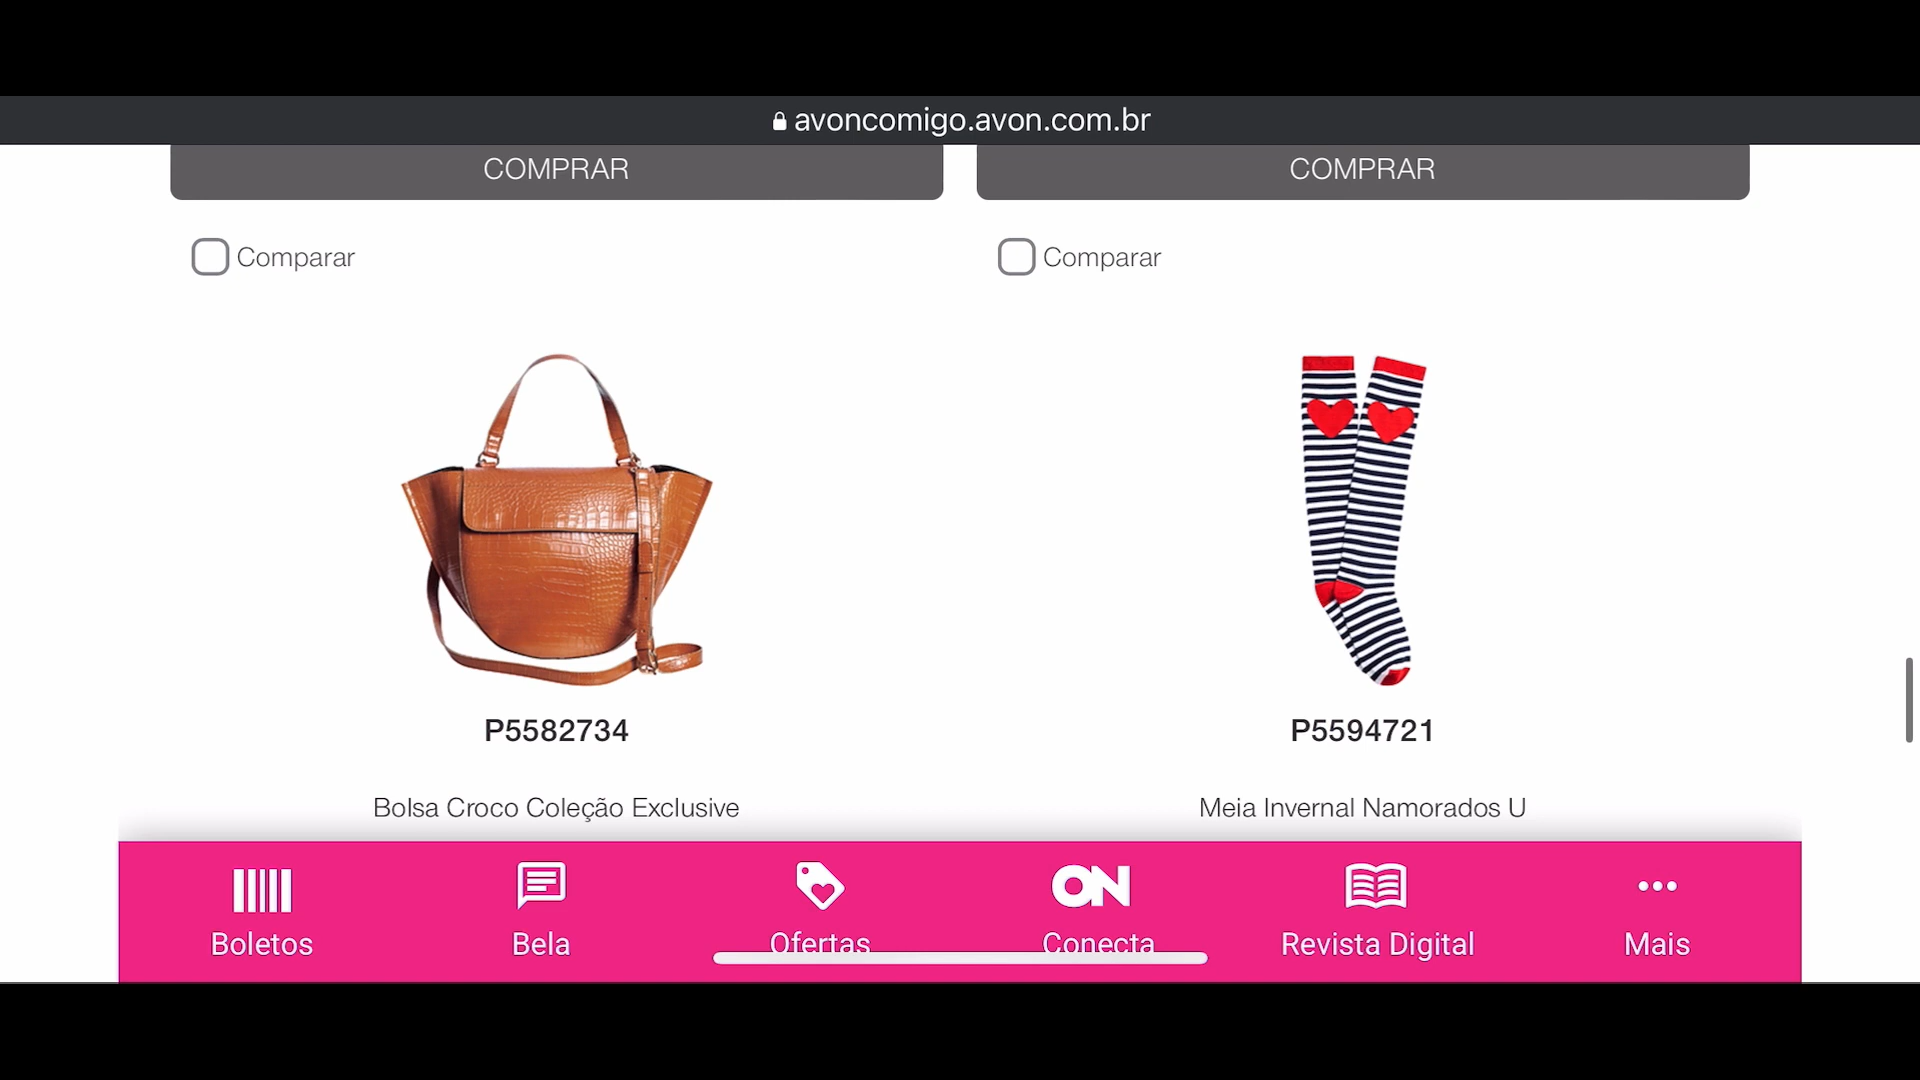 avoncomigo.avon.com.br
COMPRAR
COMPRAR
Comparar
Comparar
P5582734
P5594721
Bolsa Croco Coleção Exclusive
Meia Invernal Namorados U
ON
Boletos
Bela
Ofertas
Conecta
Revista Digital
Mais